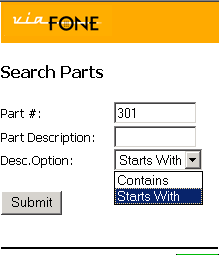 via FONE
Search Parts
Part #: 301
Part Description:
Desc.Option: Starts With
Contains
Starts With
Submit